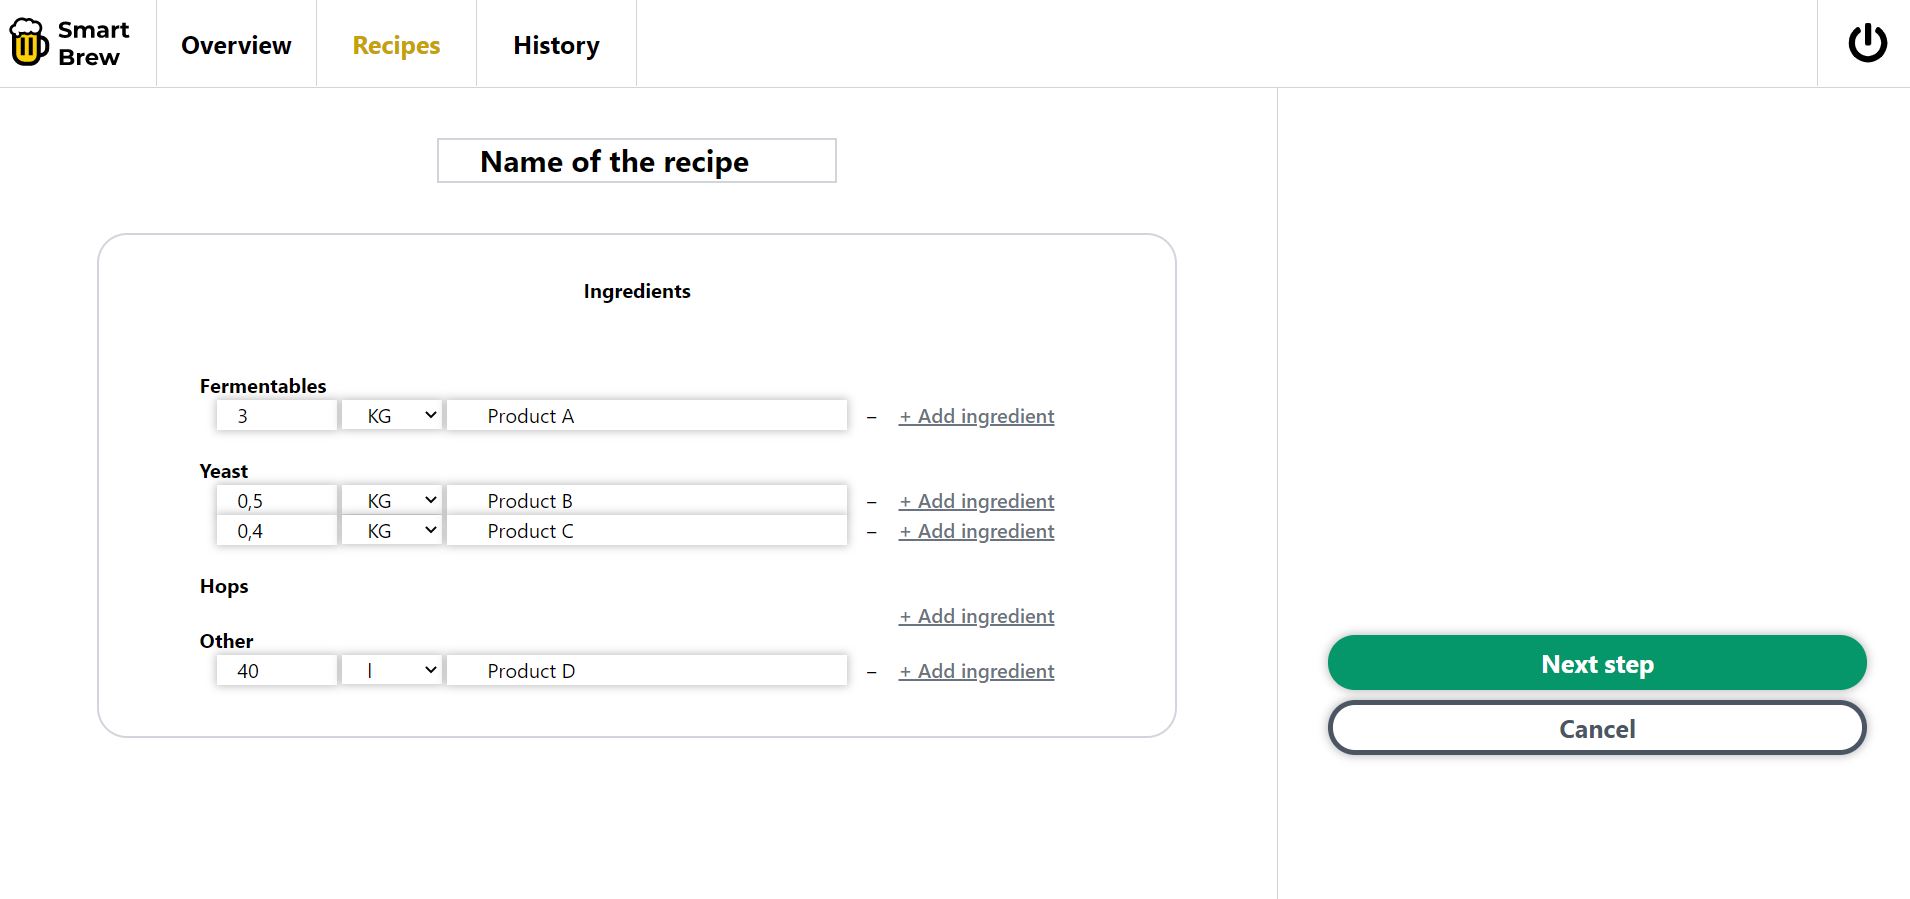 Smart
Brew
Overview
Recipes
History
Name of the recipe
Ingredients
Fermentables
3 KG Product A – + Add ingredient
Yeast
0,5 KG Product B – + Add ingredient
0,4 KG Product C – + Add ingredient
Hops
+ Add ingredient
Other
40 l Product D – + Add ingredient
Next step
Cancel